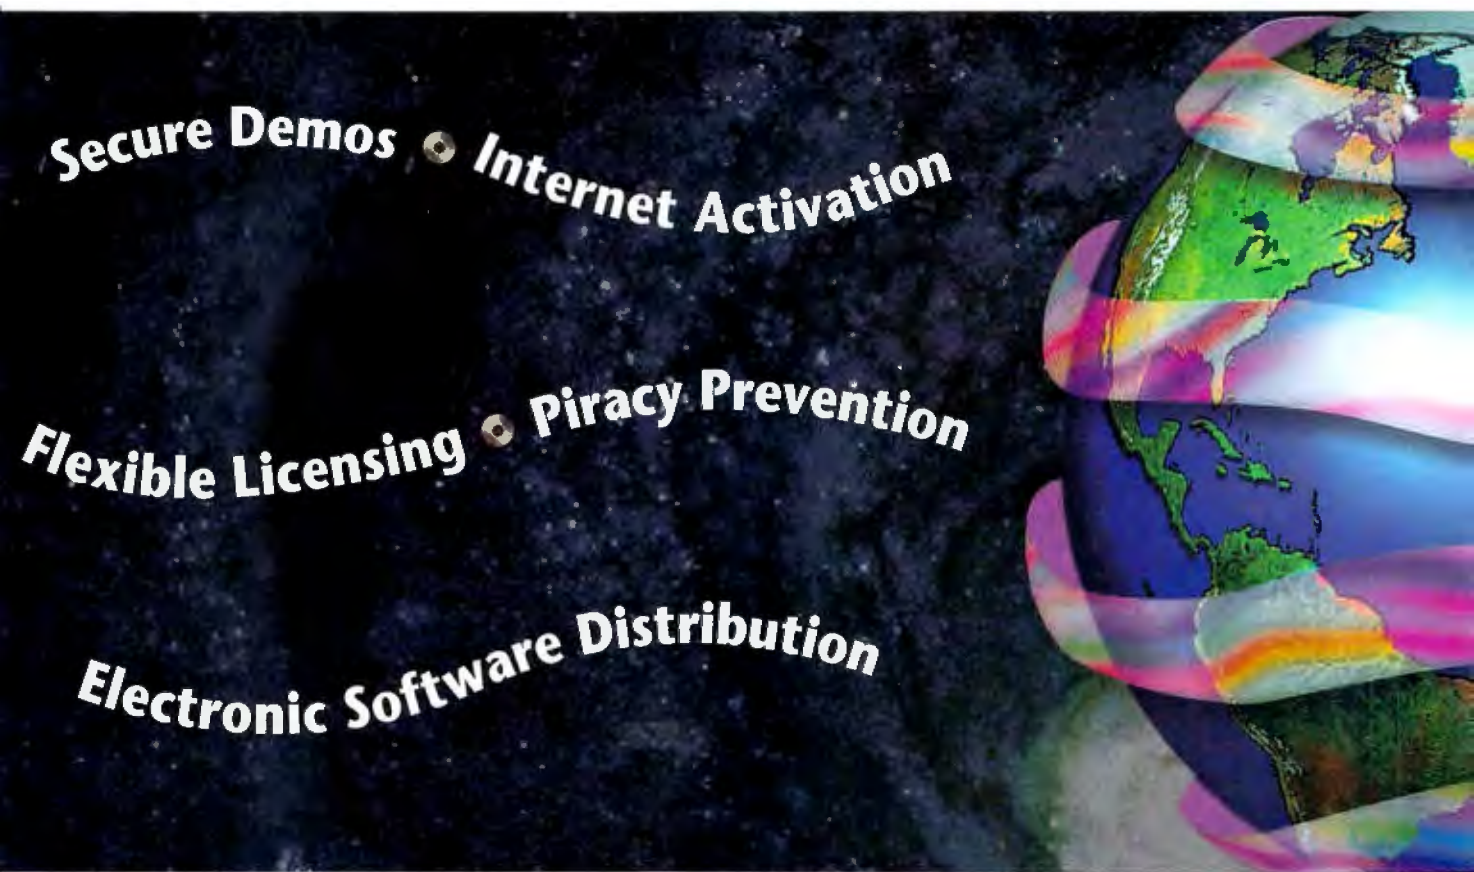 Secure Demos Internet Activation
Flexible Licensing Piracy Prevention
Electronic Software Distribution